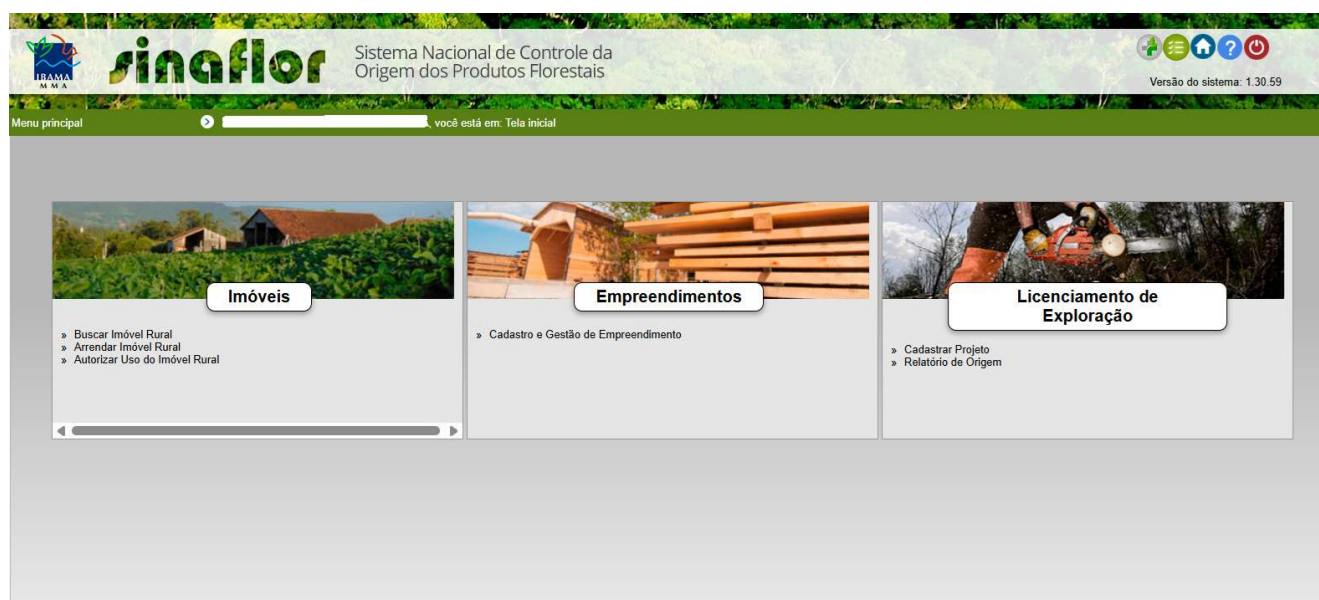 IBAMA
MMA
sinaflor
Sistema Nacional de Controle da
Origem dos Produtos Florestais
?
Versão do sistema: 1.30.59
Menu principal
, você está em: Tela inicial
Imóveis
» Buscar Imóvel Rural
» Arrendar Imóvel Rural
» Autorizar Uso do Imóvel Rural
Empreendimentos
» Cadastro e Gestão de Empreendimento
Licenciamento de
Exploração
» Cadastrar Projeto
» Relatório de Origem